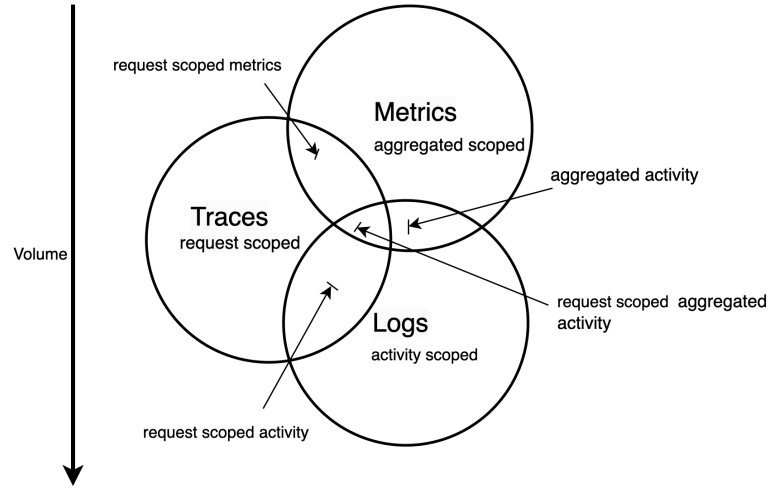 request scoped metrics
Metrics
aggregated scoped
aggregated activity
Traces
request scoped
Volume
request scoped aggregated
activity
Logs
activity scoped
request scoped activity